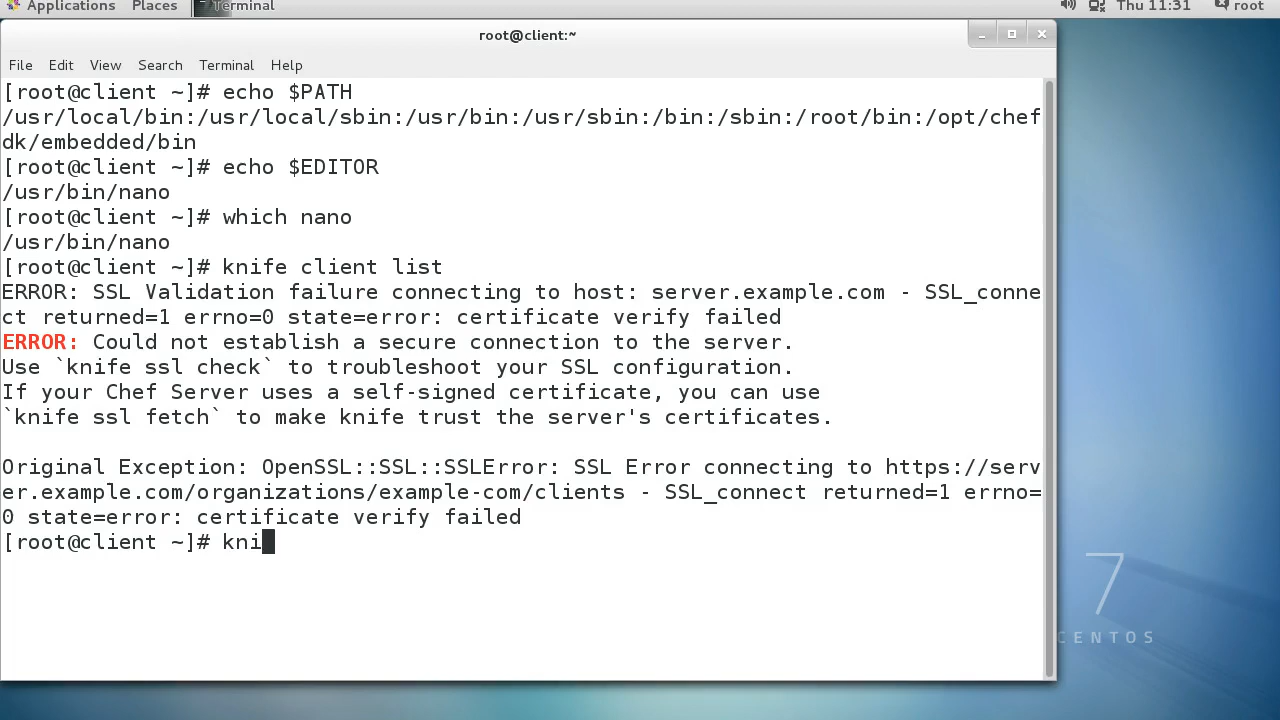 Applications Places Terminal Thu 11:31 root
root@client:~
File Edit View Search Terminal Help
[root@client ~]# echo $PATH
/usr/local/bin:/usr/local/sbin:/usr/bin:/usr/sbin:/bin:/sbin:/root/bin:/opt/chef
dk/embedded/bin
[root@client ~]# echo $EDITOR
/usr/bin/nano
[root@client ~]# which nano
/usr/bin/nano
[root@client ~]# knife client list
ERROR: SSL Validation failure connecting to host: server.example.com - SSL_conne
ct returned=1 errno=0 state=error: certificate verify failed
ERROR: Could not establish a secure connection to the server.
Use `knife ssl check` to troubleshoot your SSL configuration.
If your Chef Server uses a self-signed certificate, you can use
`knife ssl fetch` to make knife trust the server's certificates.
Original Exception: OpenSSL::SSL::SSLError: SSL Error connecting to https://serv
er.example.com/organizations/example-com/clients - SSL_connect returned=1 errno=
0 state=error: certificate verify failed
[root@client ~]# kni
7
CENTOS